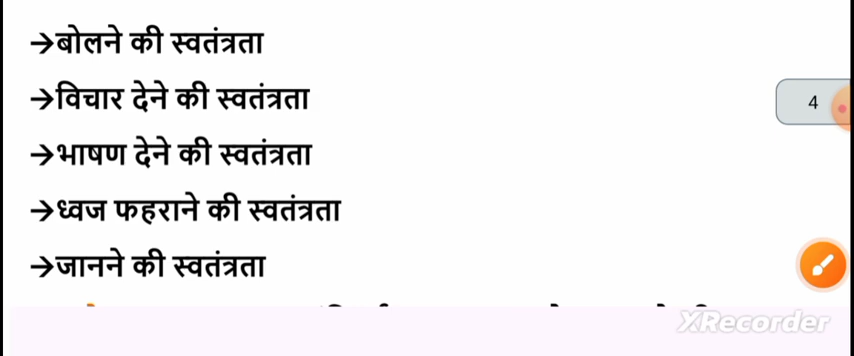 →बोलने की स्वतंत्रता
→विचार देने की स्वतंत्रता
4
→भाषण देने की स्वतंत्रता
→ध्वज फहराने की स्वतंत्रता
→जानने की स्वतंत्रता
XRecorder